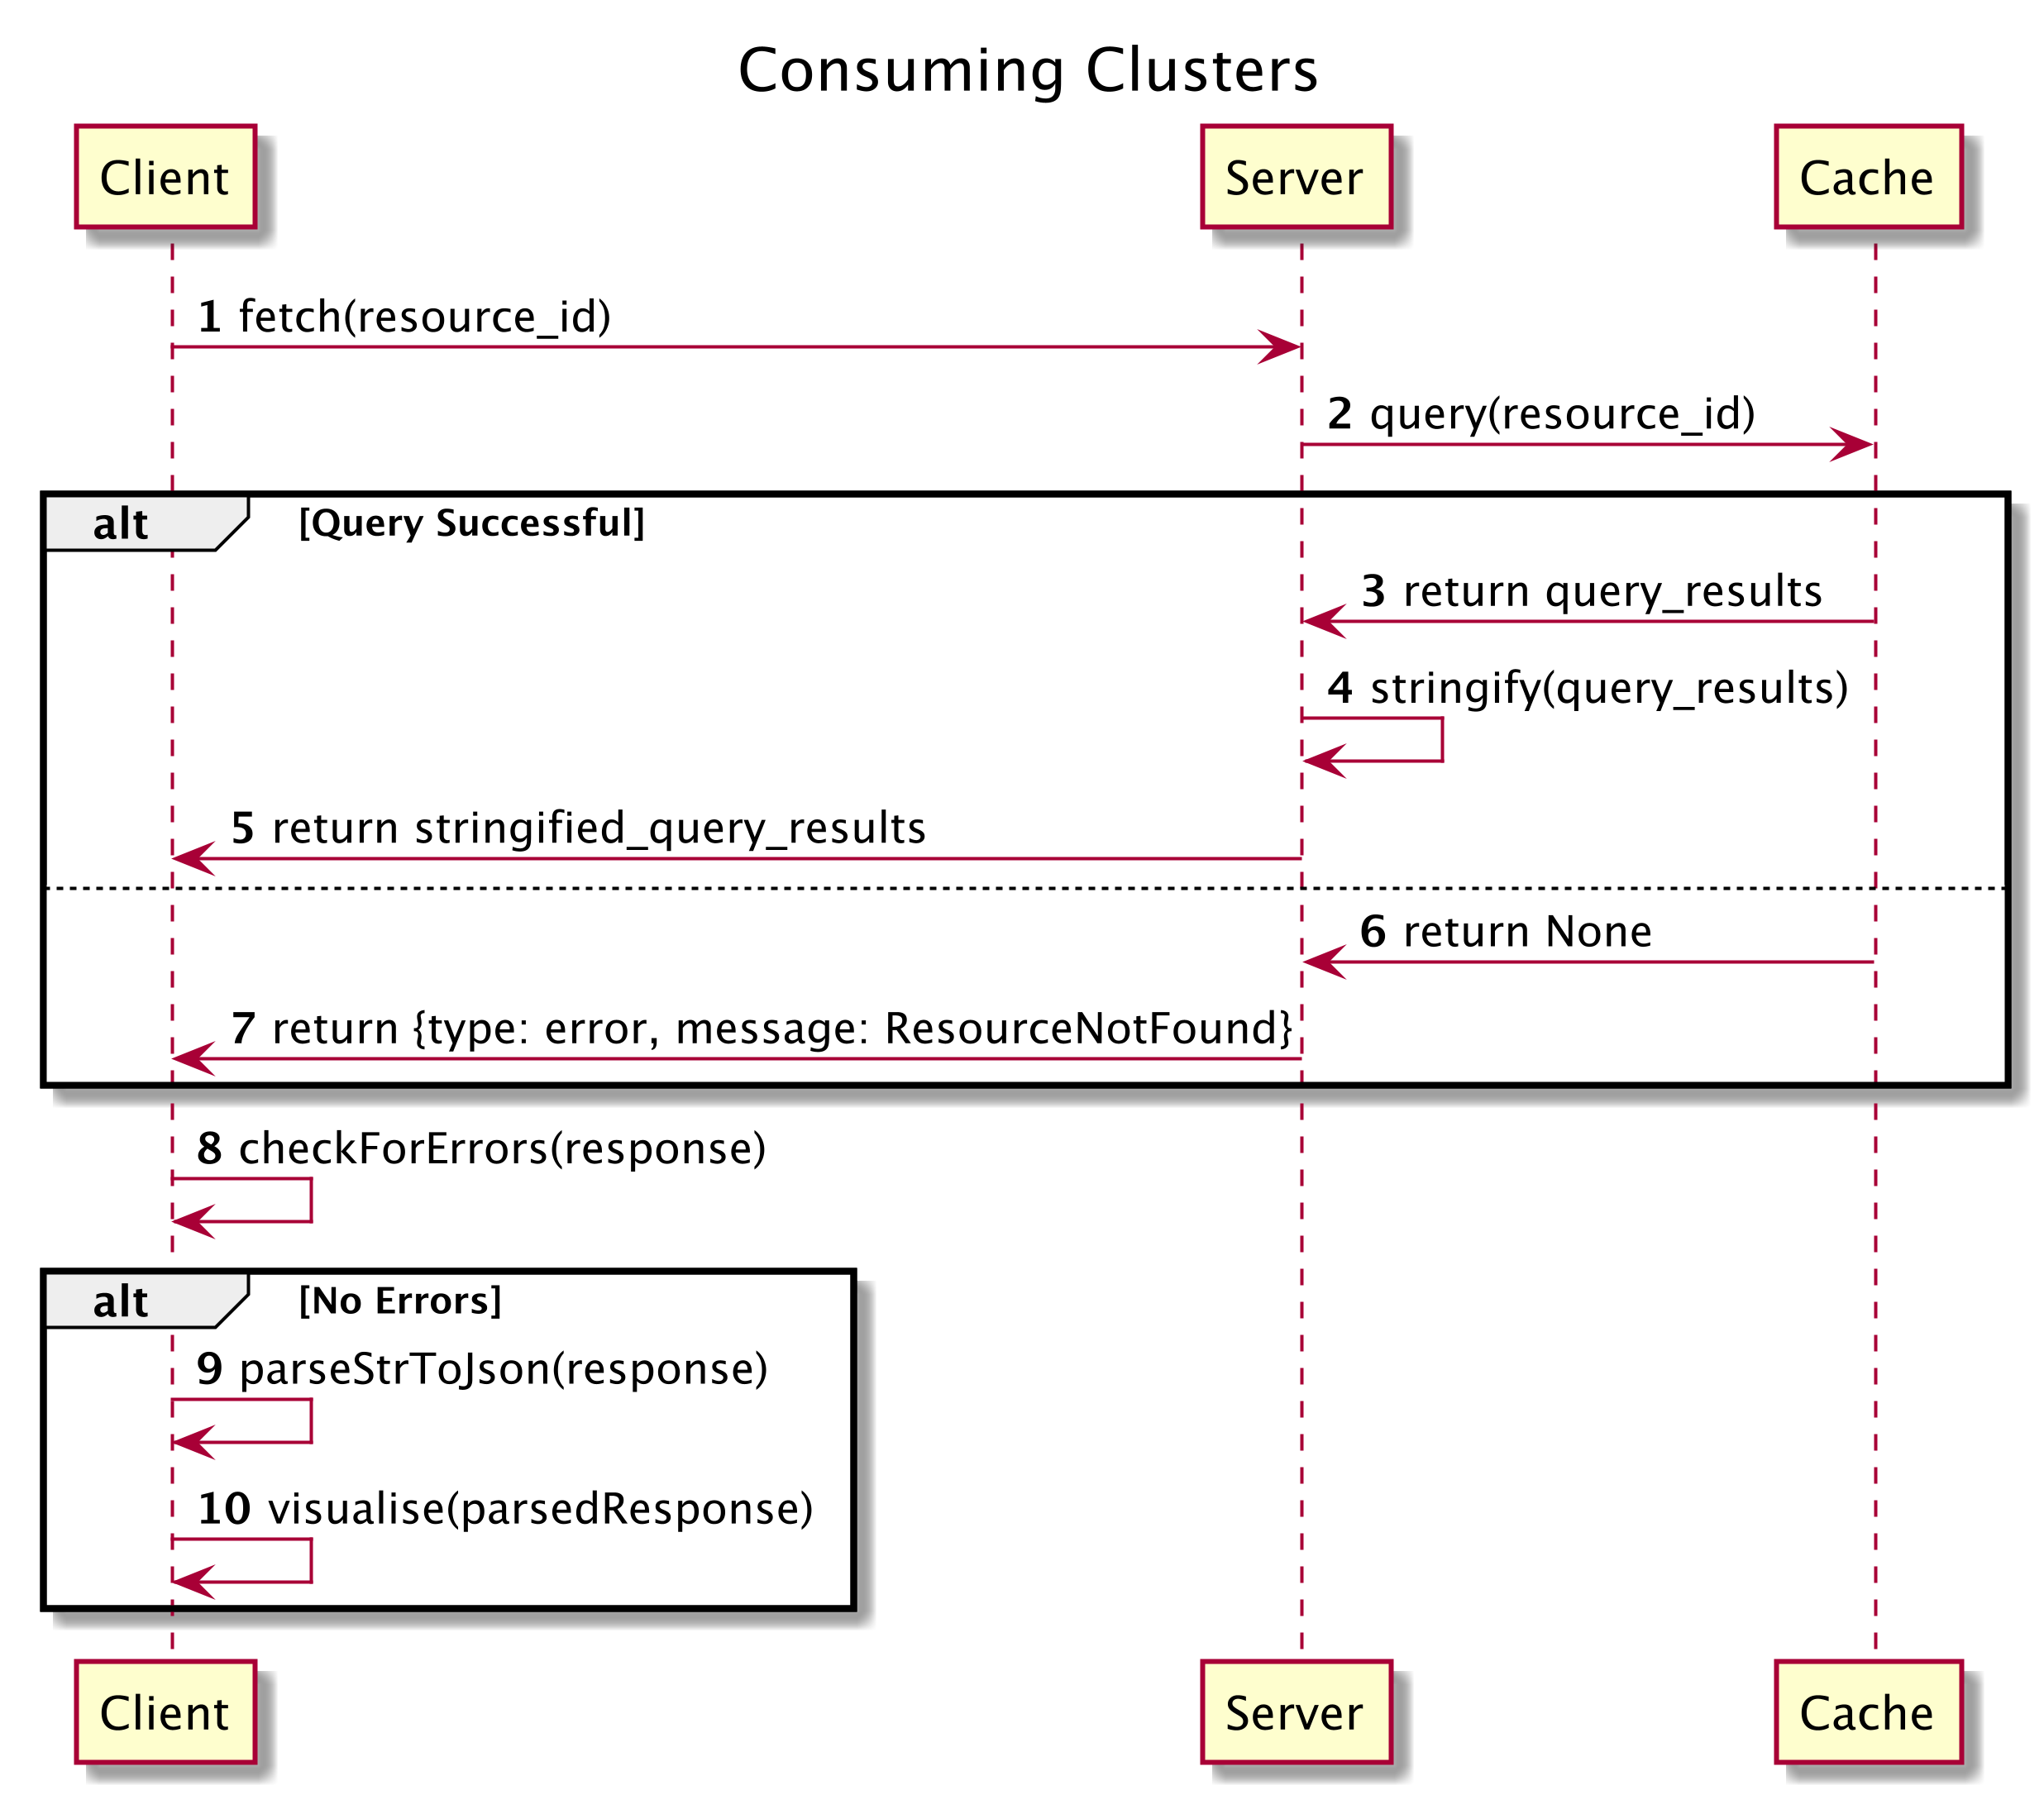 Consuming Clusters
Client Server Cache
1 fetch(resource_id)
2 query(resource_id)
alt [Query Successful]
3 return query_results
4 stringify(query_results)
5 return stringified_query_results
6 return None
7 return {type: error, message: ResourceNotFound}
8 checkForErrors(response)
alt [No Errors]
9 parseStrToJson(response)
10 visualise(parsedResponse)
Client Server Cache